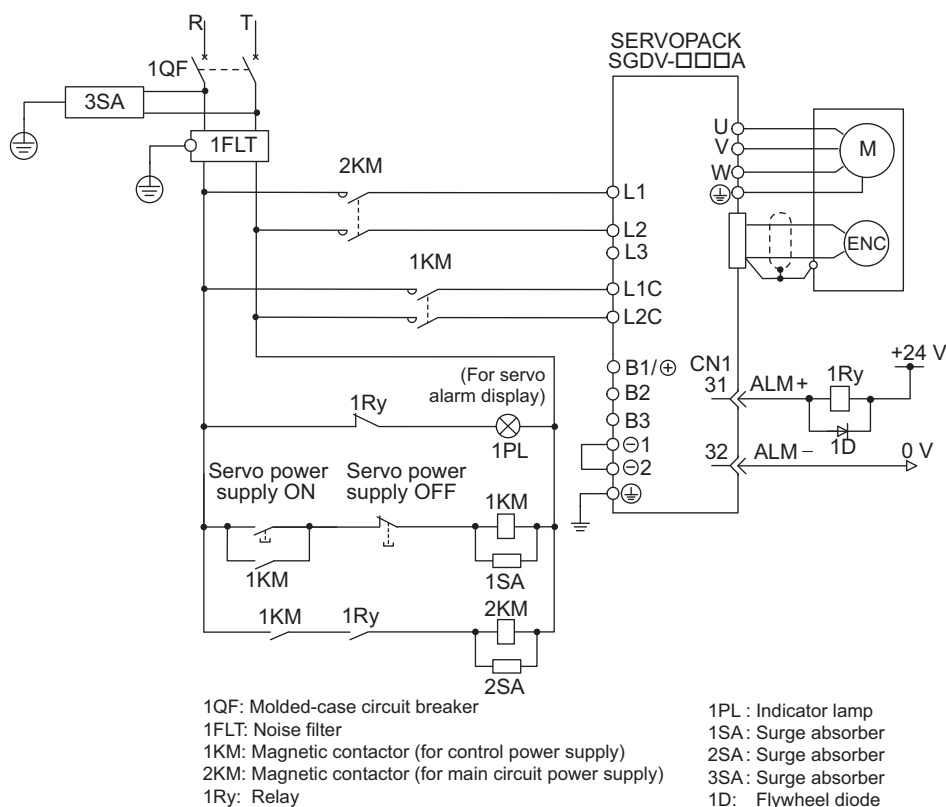 R T
1QF
3SA
1FLT
2KM
1KM
SERVOPACK
SGDV-□□□A
U
V
W
M
ENC
L1
L2
L3
L1C
L2C
B1/⊕
B2
B3
⊖1
⊖2
CN1
31 ALM+
1Ry
+24 V
1D
32 ALM−
0 V
(For servo
alarm display)
1Ry
1PL
Servo power
supply ON
Servo power
supply OFF
1KM
1KM
1SA
1KM
1Ry
2KM
2SA
1QF: Molded-case circuit breaker
1FLT: Noise filter
1KM: Magnetic contactor (for control power supply)
2KM: Magnetic contactor (for main circuit power supply)
1Ry: Relay
1PL : Indicator lamp
1SA : Surge absorber
2SA : Surge absorber
3SA : Surge absorber
1D: Flywheel diode